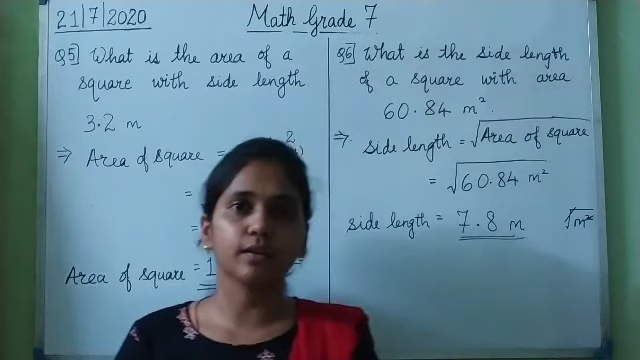 21/7/2020
Math Grade 7
Q5] What is the area of a
square with side length
3.2 m
⇒ Area of square =
2
=
=
Area of square = 1
Q6] What is the side length
of a square with area
60.84 m².
⇒ side length = √Area of square
= √60.84 m²
side length = 7.8 m
√m²